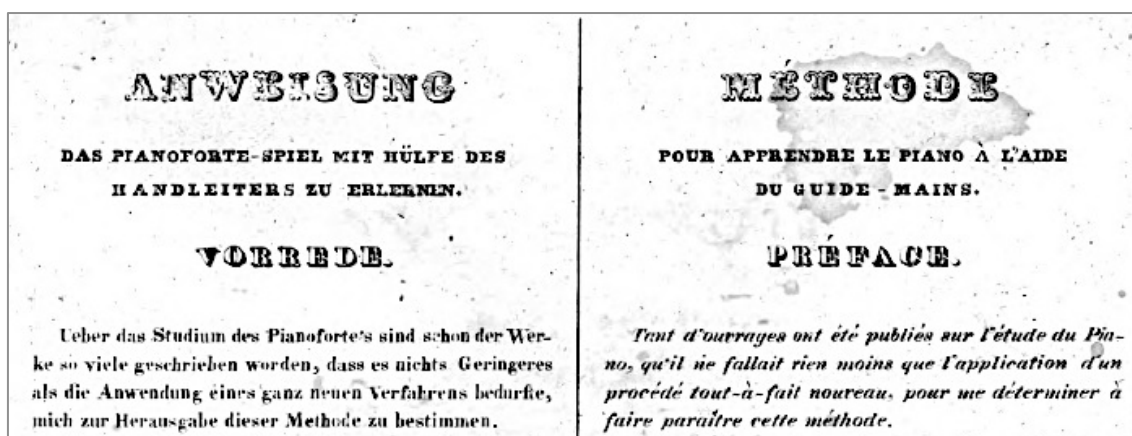 ANWEISUNG
DAS PIANOFORTE-SPIEL MIT HÜLFE DES
HANDLEITERS ZU ERLERNEN.
VORREDE.
Ueber das Studium des Pianoforte's sind schon der Wer-
ke so viele geschrieben worden, dass es nichts Geringeres
als die Anwendung eines ganz neuen Verfahrens bedurfte,
mich zur Herausgabe dieser Methode zu bestimmen.
MÉTHODE
POUR APPRENDRE LE PIANO À L'AIDE
DU GUIDE-MAINS.
PRÉFACE.
Tant d'ouvrages ont été publiés sur l'étude du Pia-
no, qu'il ne fallait rien moins que l'application d'un
procédé tout-à-fait nouveau, pour me déterminer à
faire paraître cette méthode.